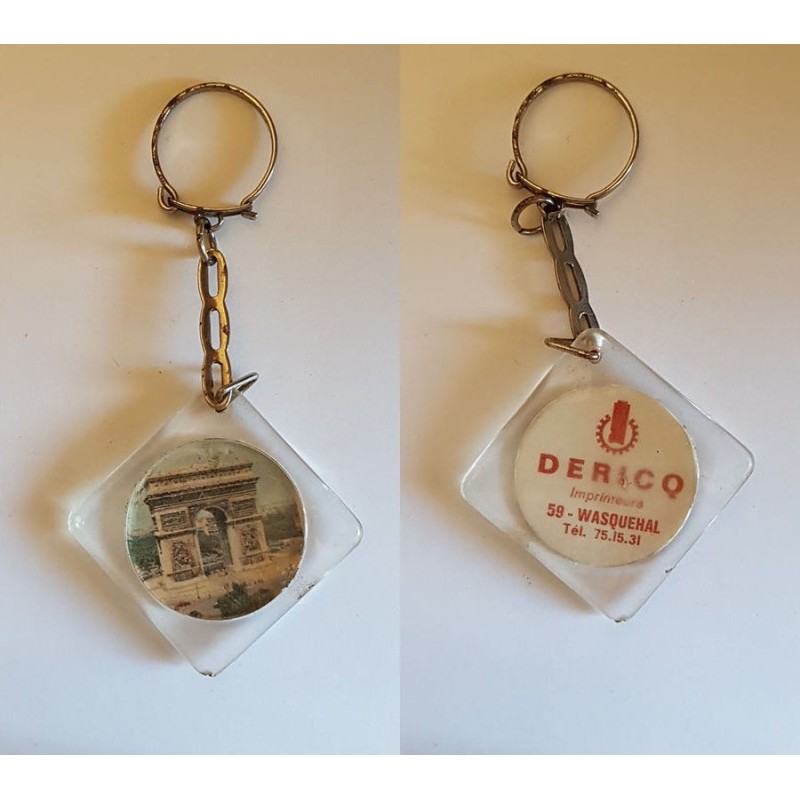 DERICQ
Imprimeurs
59 - WASQUEHAL
Tél. 75.15.31